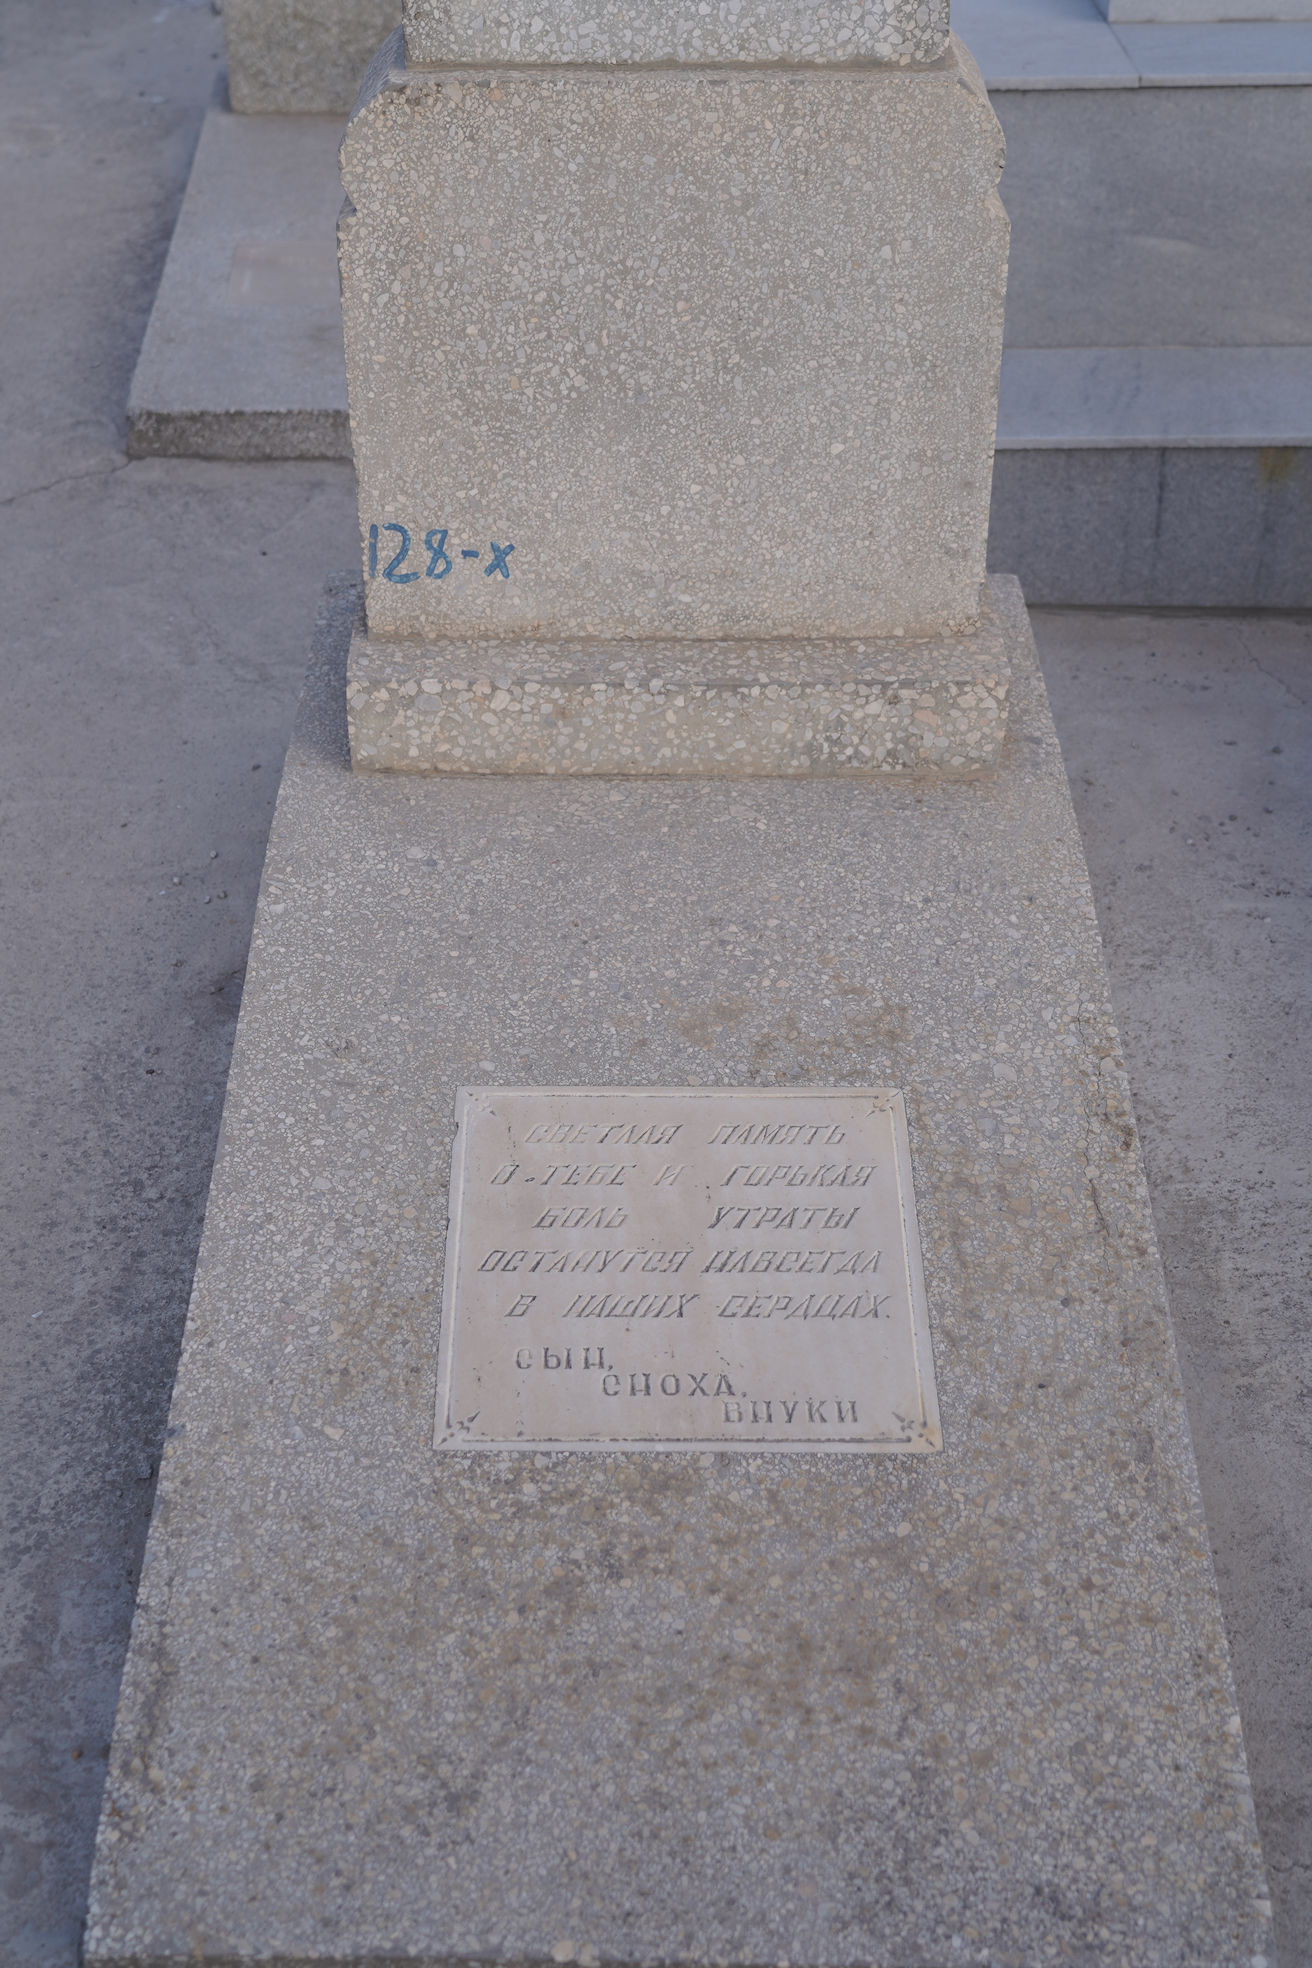 128-х
СВЕТЛАЯ ПАМЯТЬ
О ТЕБЕ И ГОРЬКАЯ
БОЛЬ УТРАТЫ
ОСТАНУТСЯ НАВСЕГДА
В НАШИХ СЕРДЦАХ.
СЫН,
СНОХА,
ВНУКИ